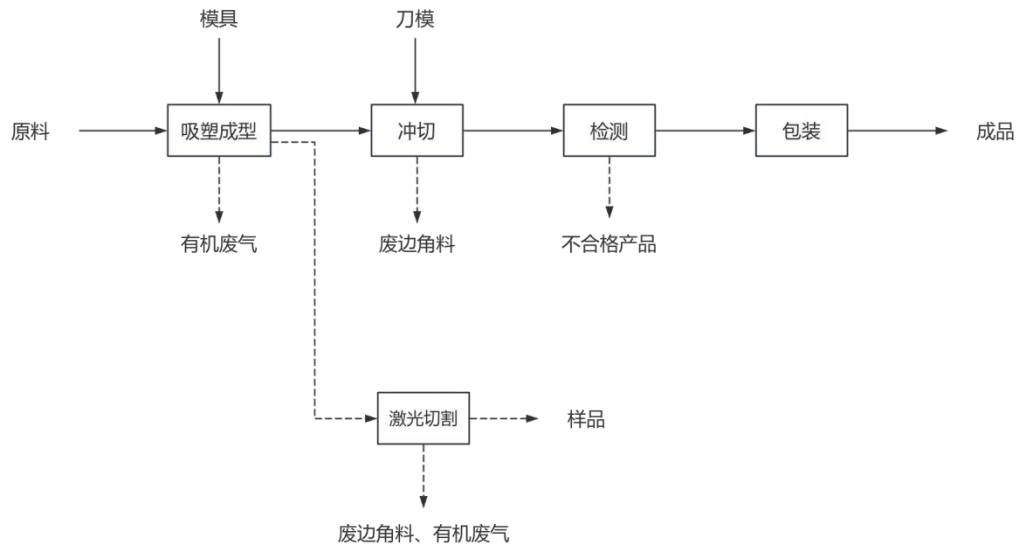 模具
刀模
原料
吸塑成型
冲切
检测
包装
成品
有机废气
废边角料
不合格产品
激光切割
样品
废边角料、有机废气